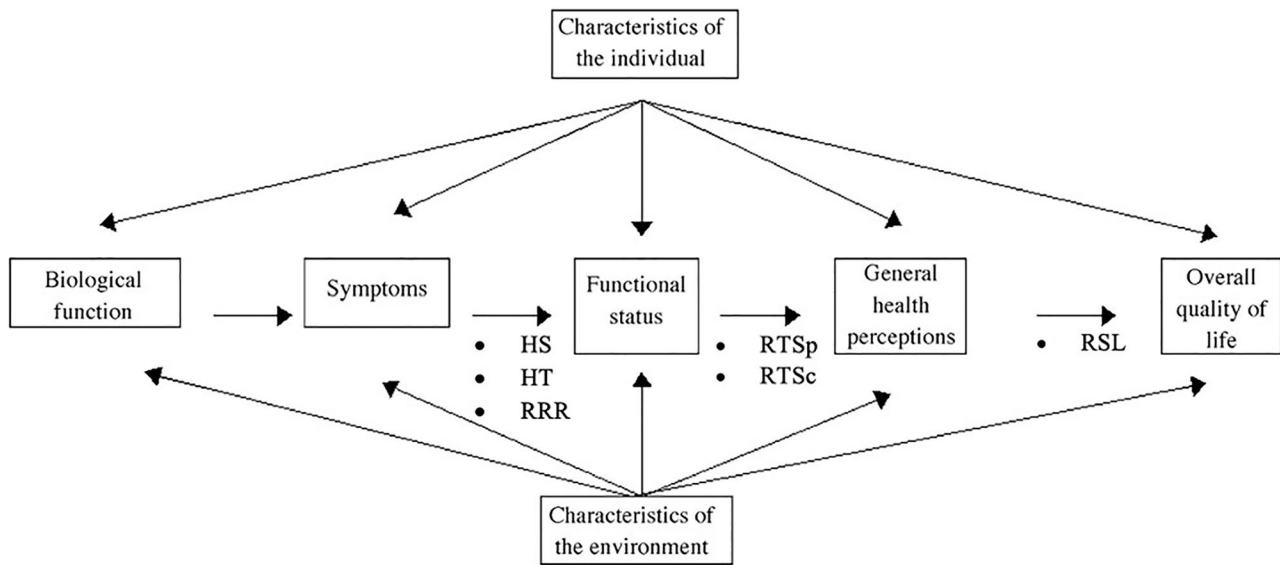 Characteristics of
the individual
Biological
function
Symptoms
Functional
status
General
health
perceptions
Overall
quality of
life
• HS
• HT
• RRR
• RTSp
• RTSc
• RSL
Characteristics of
the environment